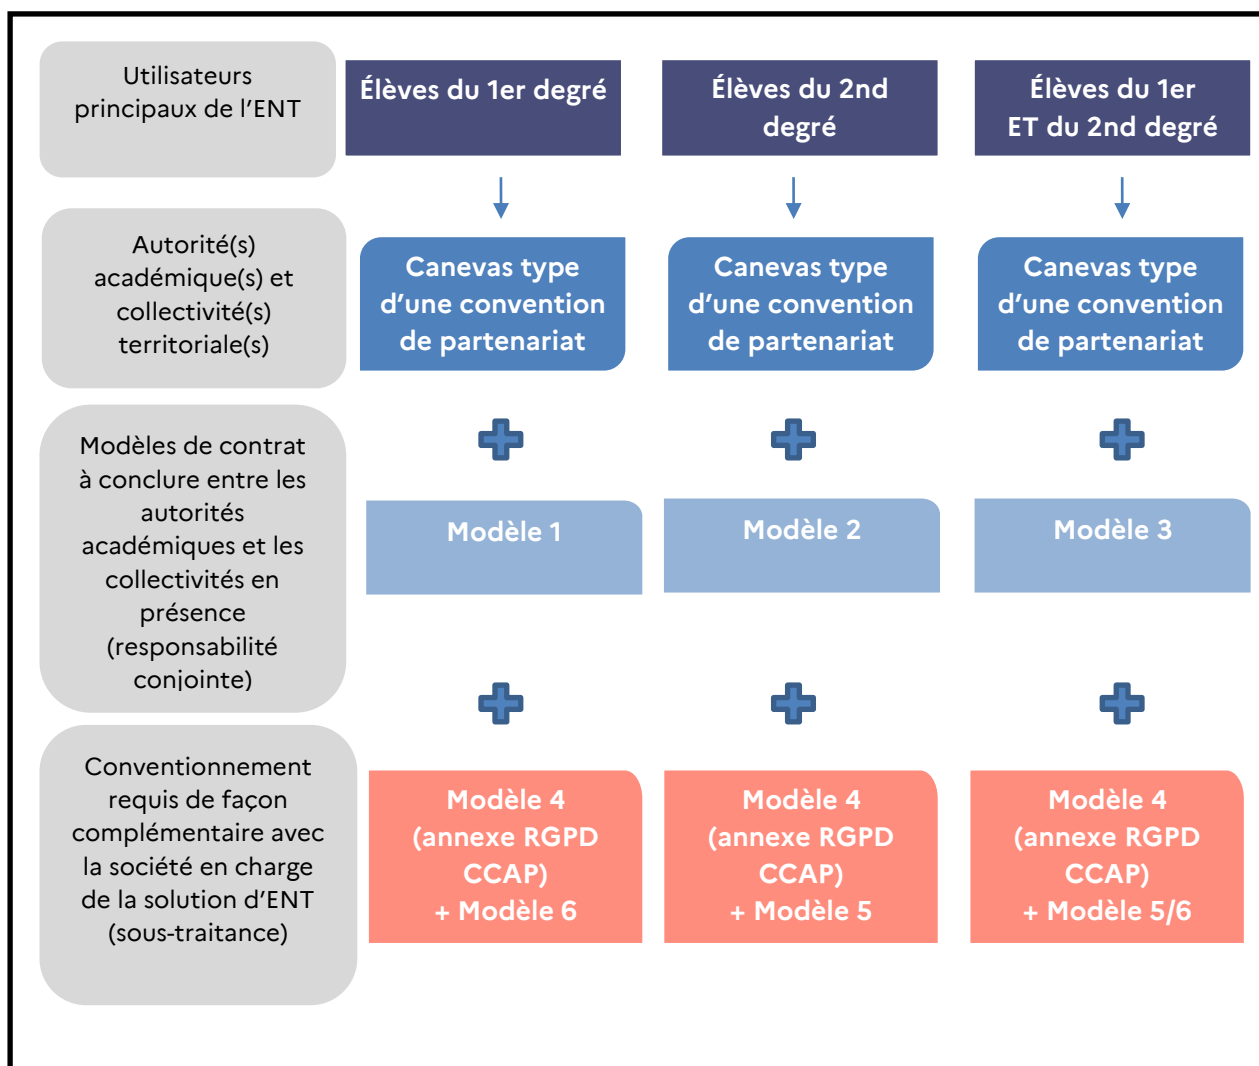 Utilisateurs
principaux de l'ENT
Élèves du 1er degré
Élèves du 2nd
degré
Élèves du 1er
ET du 2nd degré
Autorité(s)
académique(s) et
collectivité(s)
territoriale(s)
Canevas type
d'une convention
de partenariat
Canevas type
d'une convention
de partenariat
Canevas type
d'une convention
de partenariat
Modèles de contrat
à conclure entre les
autorités
académiques et les
collectivités en
présence
(responsabilité
conjointe)
Modèle 1
Modèle 2
Modèle 3
Conventionnement
requis de façon
complémentaire avec
la société en charge
de la solution d'ENT
(sous-traitance)
Modèle 4
(annexe RGPD
CCAP)
+ Modèle 6
Modèle 4
(annexe RGPD
CCAP)
+ Modèle 5
Modèle 4
(annexe RGPD
CCAP)
+ Modèle 5/6